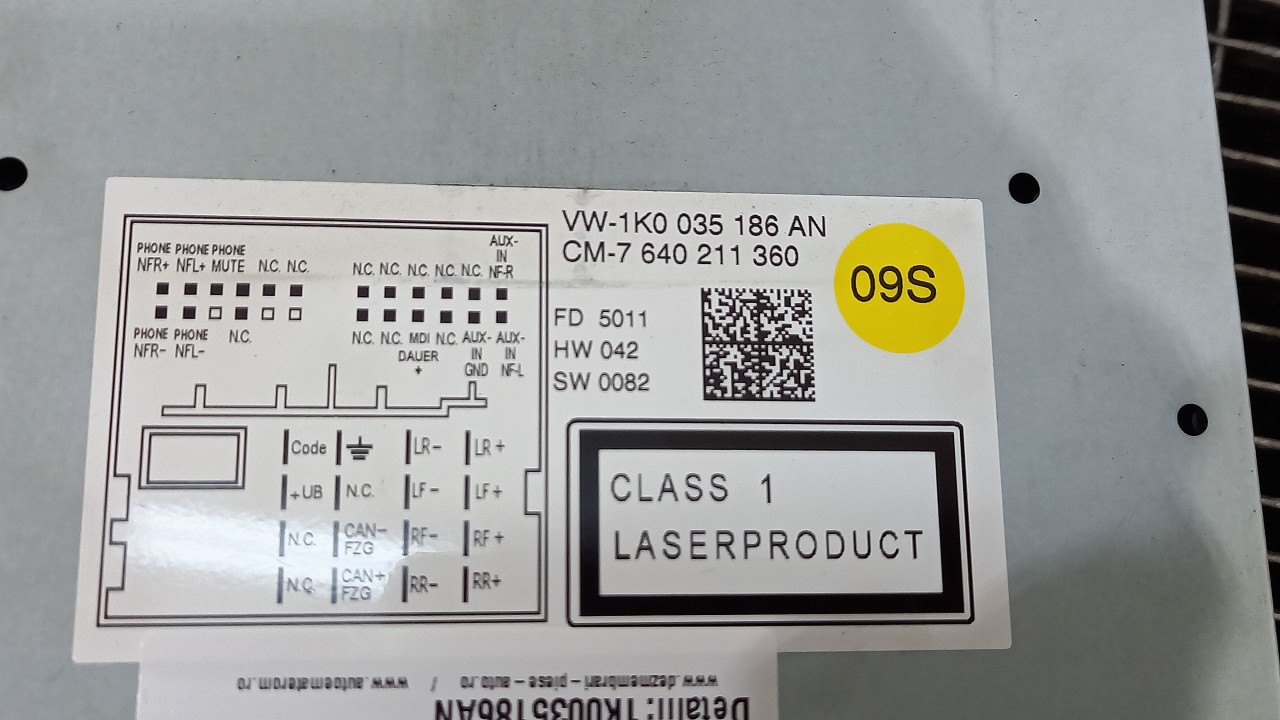 VW-1K0 035 186 AN
CM-7 640 211 360
09S
FD 5011
HW 042
SW 0082
CLASS 1
LASERPRODUCT
PHONE PHONE PHONE
NFR+ NFL+ MUTE N.C. N.C.
AUX-
IN
N.C. N.C. N.C. N.C. N.C. NF-R
PHONE PHONE N.C.
NFR- NFL-
N.C. N.C. MDI N.C. AUX- AUX-
DAUER IN IN
+ GND NF-L
Code LR- LR+
+UB N.C. LF- LF+
N.C. CAN- RF- RF+
FZG
N.C. CAN+ RR- RR+
FZG
www.dezmembrari-piese-auto.ro / www.autoematerom.ro
Detalii: 1K0035186AN